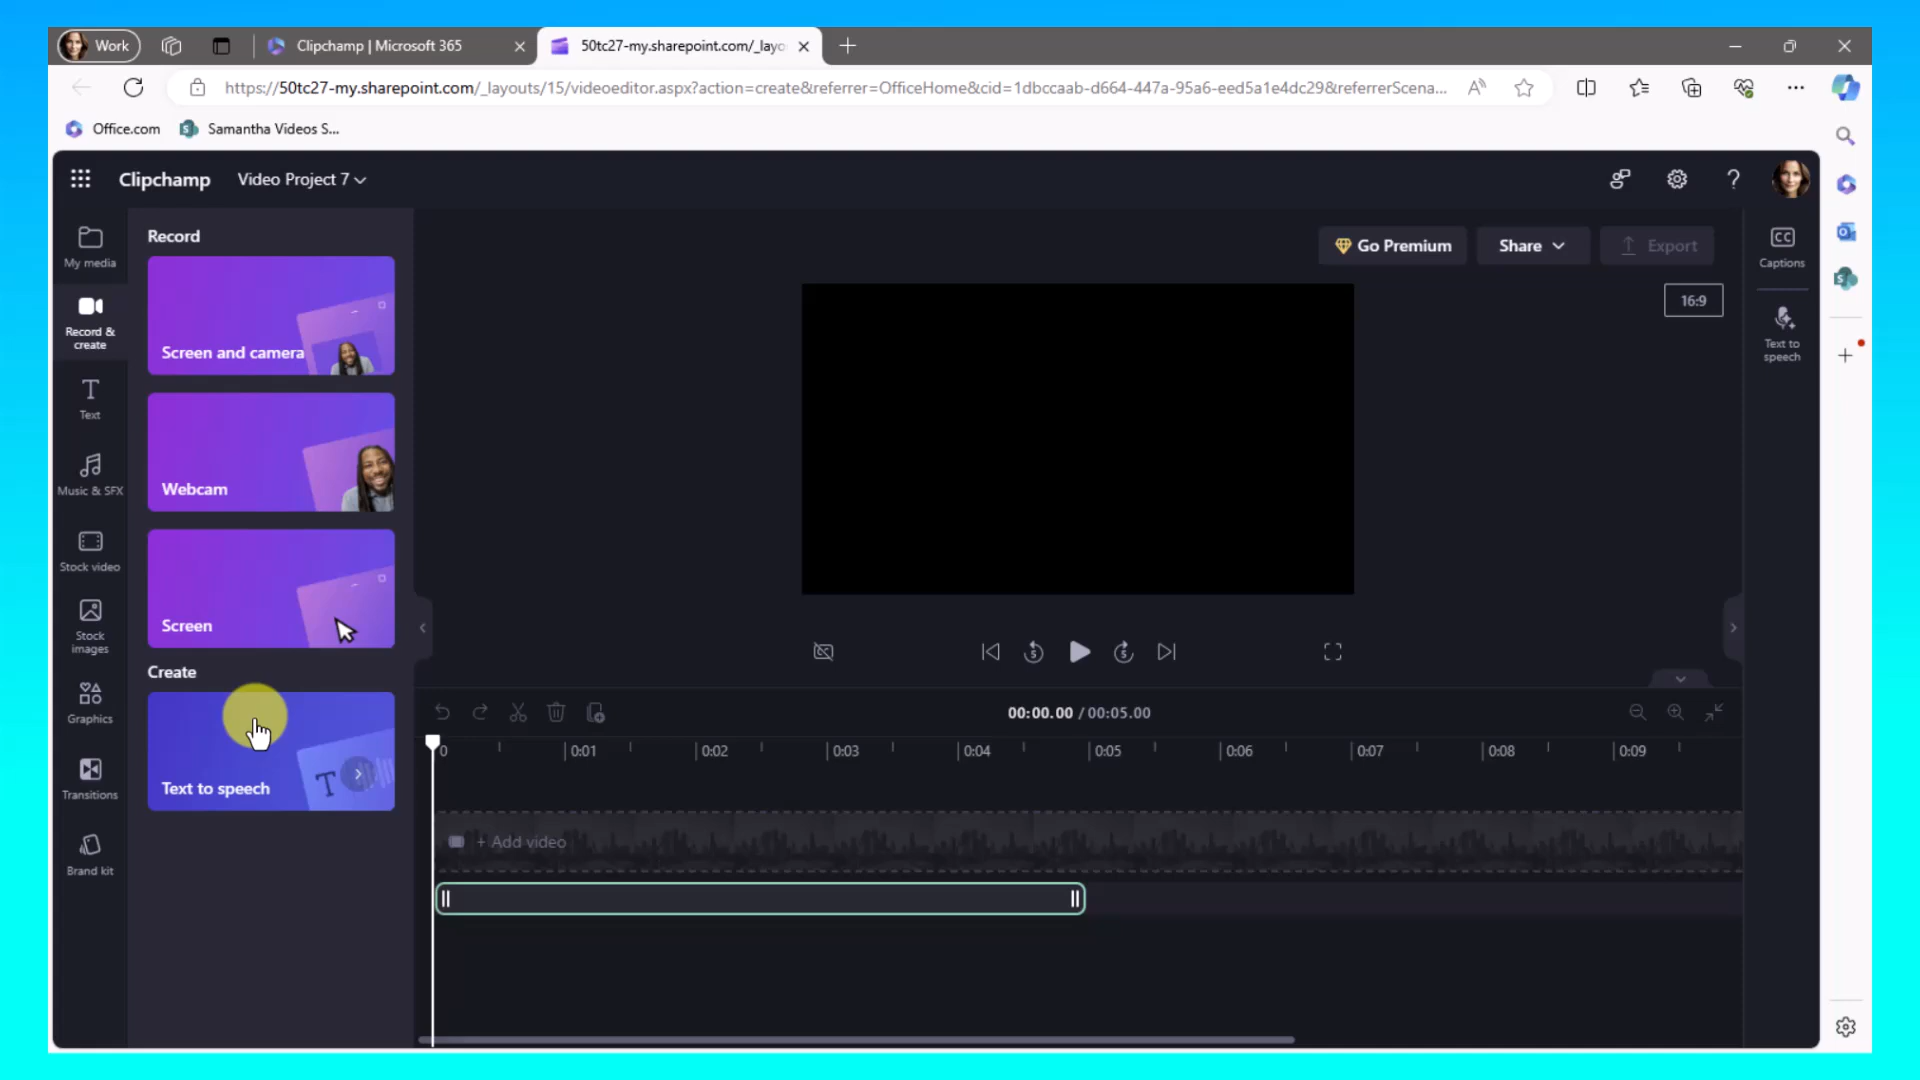 Work
Clipchamp | Microsoft 365
50tc27-my.sharepoint.com/_layo
https://50tc27-my.sharepoint.com/_layouts/15/videoeditor.aspx?action=create&referrer=OfficeHome&cid=1dbccaab-d664-447a-95a6-eed5a1e4dc29&referrerScena...
Office.com
Samantha Videos S...
Clipchamp
Video Project 7
My media
Record &
create
Text
Music & SFX
Stock video
Stock
images
Graphics
Transitions
Brand kit
Record
Screen and camera
Webcam
Screen
Create
Text to speech
Go Premium
Share
Export
16:9
CC
Captions
Text to
speech
00:00.00 / 00:05.00
0
0:01
0:02
0:03
0:04
0:05
0:06
0:07
0:08
0:09
+ Add video